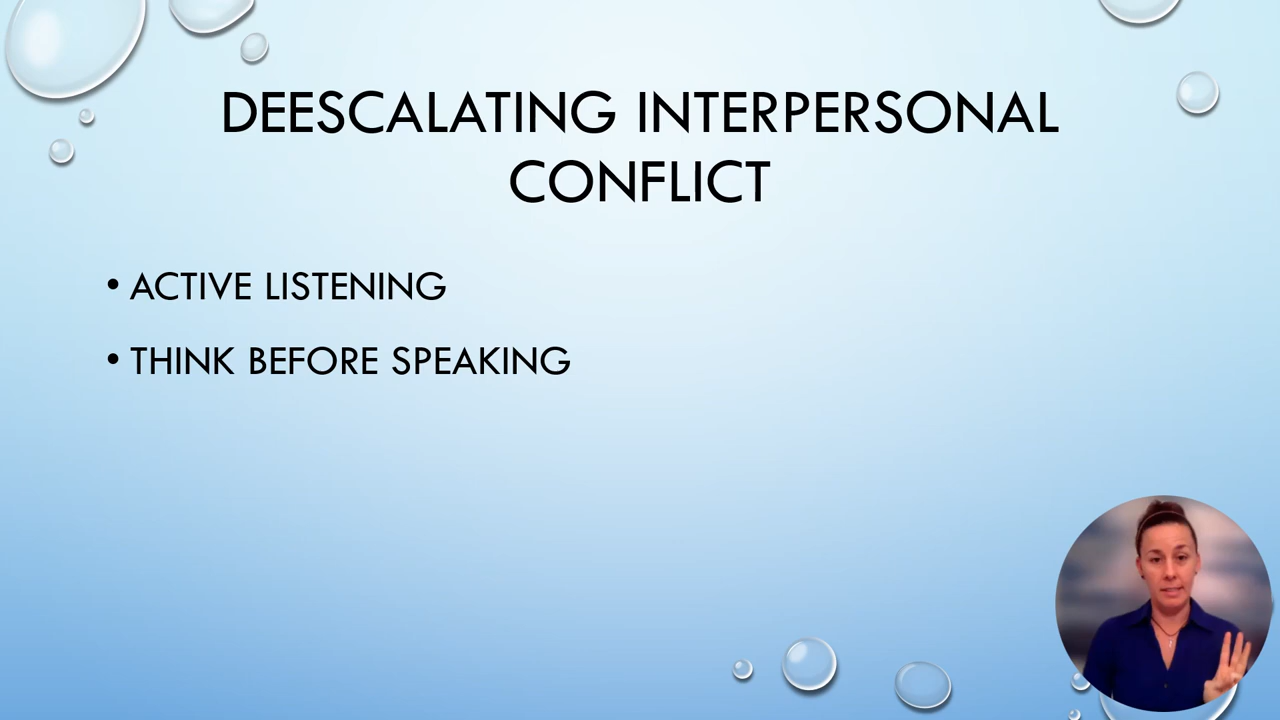 DEESCALATING INTERPERSONAL
CONFLICT
• ACTIVE LISTENING
• THINK BEFORE SPEAKING